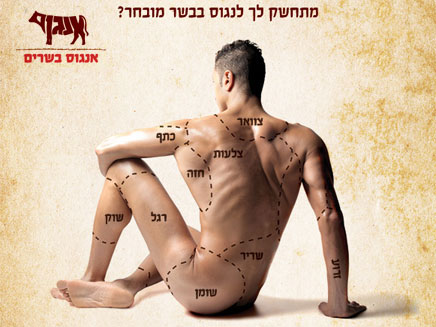 מתחשק לך לנגוס בבשר מובחר?
אנגוס
אנגוס בשרים
צוואר
כתף
צלעות
חזה
רגל
שוק
שריר
שומן
זרוע